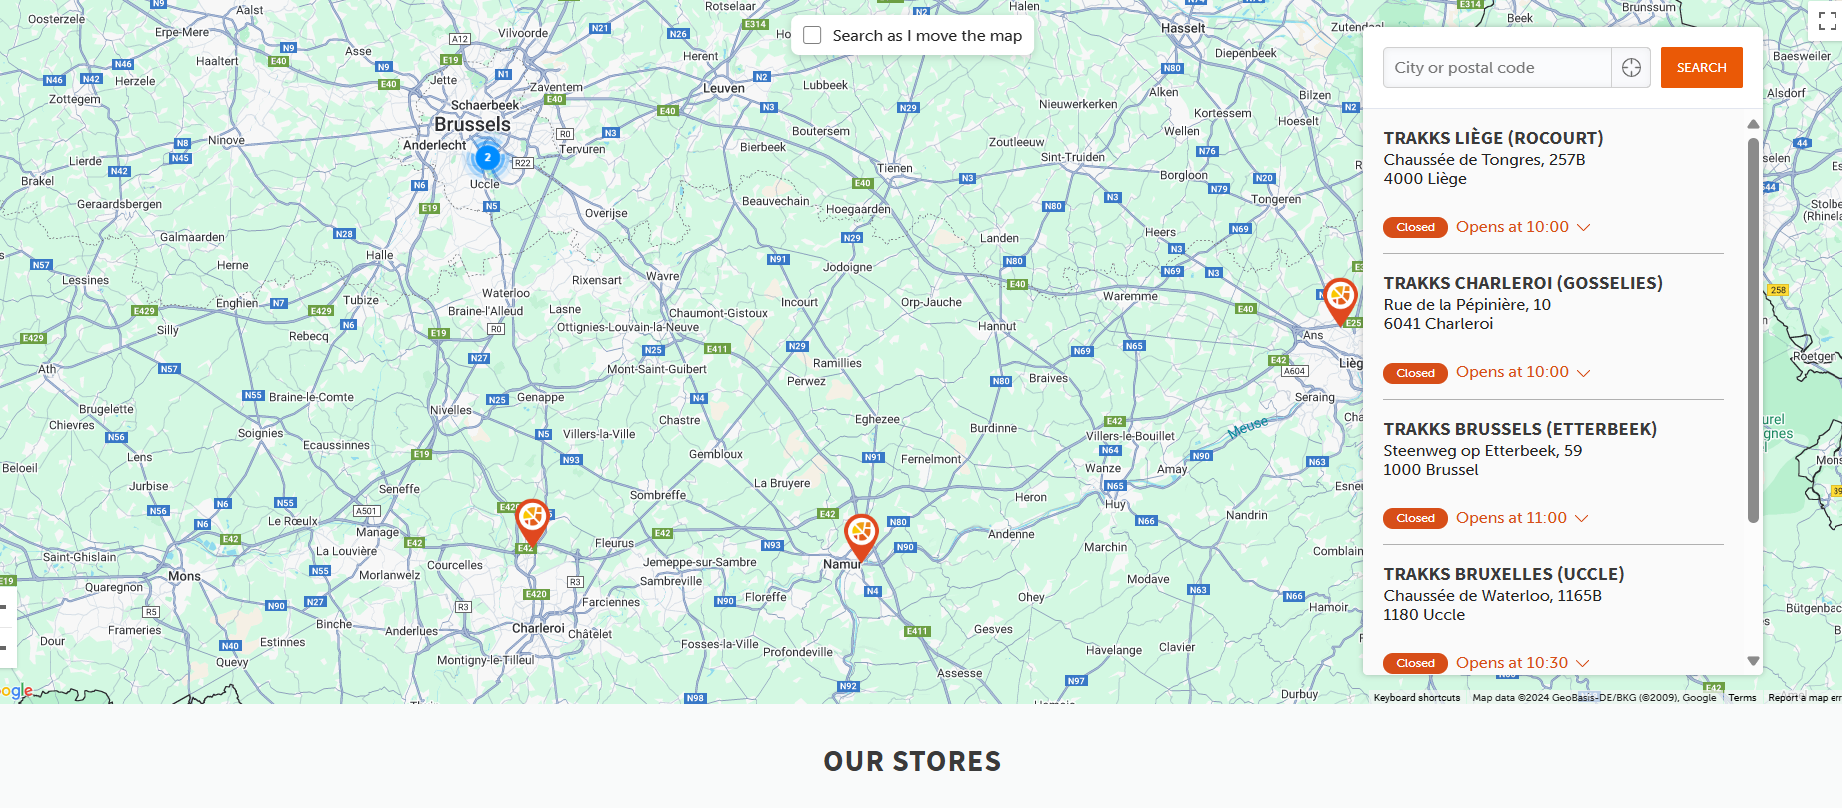 Search as I move the map
City or postal code
SEARCH
TRAKKS LIÈGE (ROCOURT)
Chaussée de Tongres, 257B
4000 Liège
Closed Opens at 10:00
TRAKKS CHARLEROI (GOSSELIES)
Rue de la Pépinière, 10
6041 Charleroi
Closed Opens at 10:00
TRAKKS BRUSSELS (ETTERBEEK)
Steenweg op Etterbeek, 59
1000 Brussel
Closed Opens at 11:00
TRAKKS BRUXELLES (UCCLE)
Chaussée de Waterloo, 1165B
1180 Uccle
Closed Opens at 10:30
Oosterzele
Aalst
Rotselaar
Halen
Brunssum
Beek
Erpe-Mere
Vilvoorde
Hasselt
Haaltert
Asse
Diepenbeek
Baesweiler
Herzele
Jette
Zaventem
Herent
Leuven
Lubbeek
Alken
Bilzen
Alsdorf
Zottegem
Schaerbeek
Nieuwerkerken
Kortessem
Hoeselt
Brussels
Anderlecht
Boutersem
Wellen
Ninove
Tervuren
Bierbeek
Zoutleeuw
Sint-Truiden
Lierde
Tienen
Borgloon
Brakel
Uccle
2
Geraardsbergen
Overijse
Beauvechain
Hoegaarden
Tongeren
Galmaarden
Landen
Heers
Halle
Herne
Lessines
Rixensart
Wavre
Jodoigne
Enghien
Tubize
Waterloo
Braine-l'Alleud
Lasne
Chaumont-Gistoux
Incourt
Orp-Jauche
Waremme
Silly
Rebecq
Ottignies-Louvain-la-Neuve
Hannut
Ans
Ath
Mont-Saint-Guibert
Ramillies
Perwez
Braives
Seraing
Brugelette
Braine-le-Comte
Nivelles
Genappe
Chastre
Eghezee
Burdinne
Meuse
Chievres
Soignies
Ecaussinnes
Villers-la-Ville
Villers-le-Bouillet
Lens
Gembloux
Fernelmont
Wanze
Amay
Beloeil
Jurbise
Seneffe
Sombreffe
La Bruyere
Heron
Huy
Nandrin
Le Rœulx
Manage
Fleurus
Andenne
Saint-Ghislain
La Louvière
Courcelles
Jemeppe-sur-Sambre
Namur
Marchin
Mons
Morlanwelz
Sambreville
Modave
Quaregnon
Farciennes
Floreffe
Ohey
Hamoir
Frameries
Binche
Anderlues
Charleroi
Châtelet
Gesves
Dour
Estinnes
Fosses-la-Ville
Profondeville
Havelange
Clavier
Quevy
Montigny-le-Tilleul
Assesse
Durbuy
Roetgen
Keyboard shortcuts
Map data ©2024 GeoBasis-DE/BKG (©2009), Google
Terms
OUR STORES